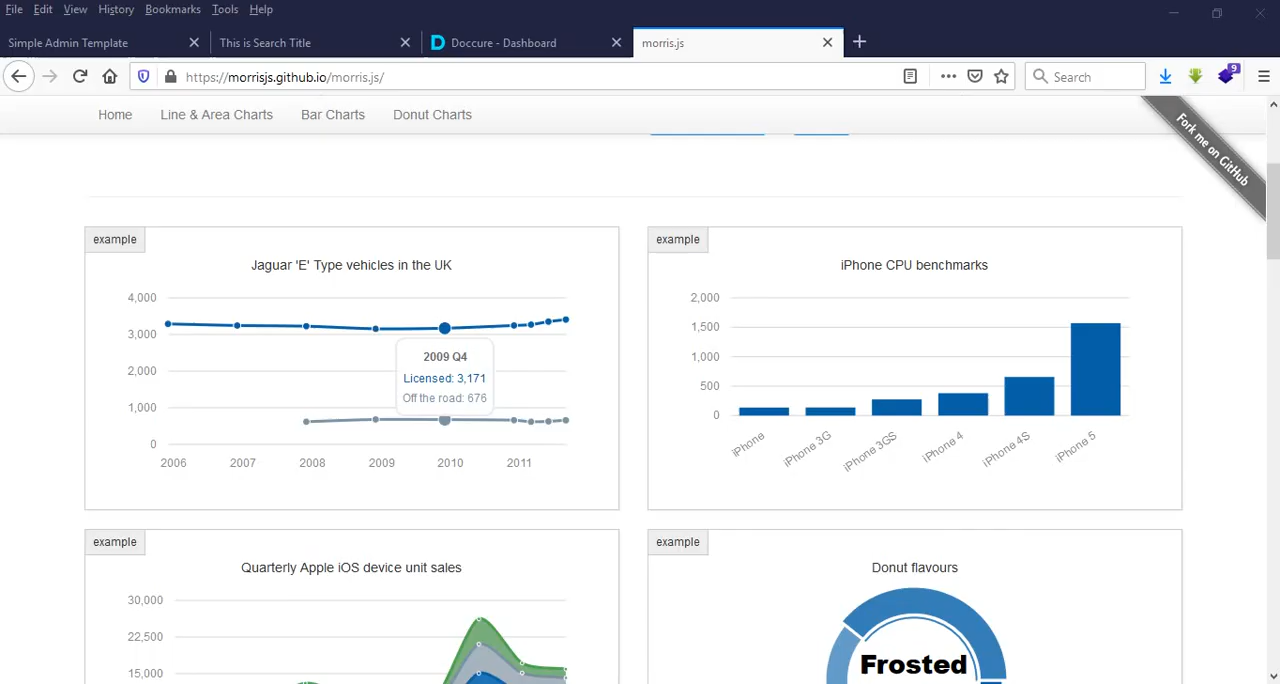 File Edit View History Bookmarks Tools Help
Simple Admin Template This is Search Title Doccure - Dashboard morris.js
https://morrisjs.github.io/morris.js/ Search 9
Home Line & Area Charts Bar Charts Donut Charts
Fork me on GitHub
example
Jaguar 'E' Type vehicles in the UK
4,000
3,000
2,000
1,000
0
2009 Q4
Licensed: 3,171
Off the road: 676
2006 2007 2008 2009 2010 2011
example
iPhone CPU benchmarks
2,000
1,500
1,000
500
0
iPhone iPhone 3G iPhone 3GS iPhone 4 iPhone 4S iPhone 5
example
Quarterly Apple iOS device unit sales
30,000
22,500
15,000
example
Donut flavours
Frosted